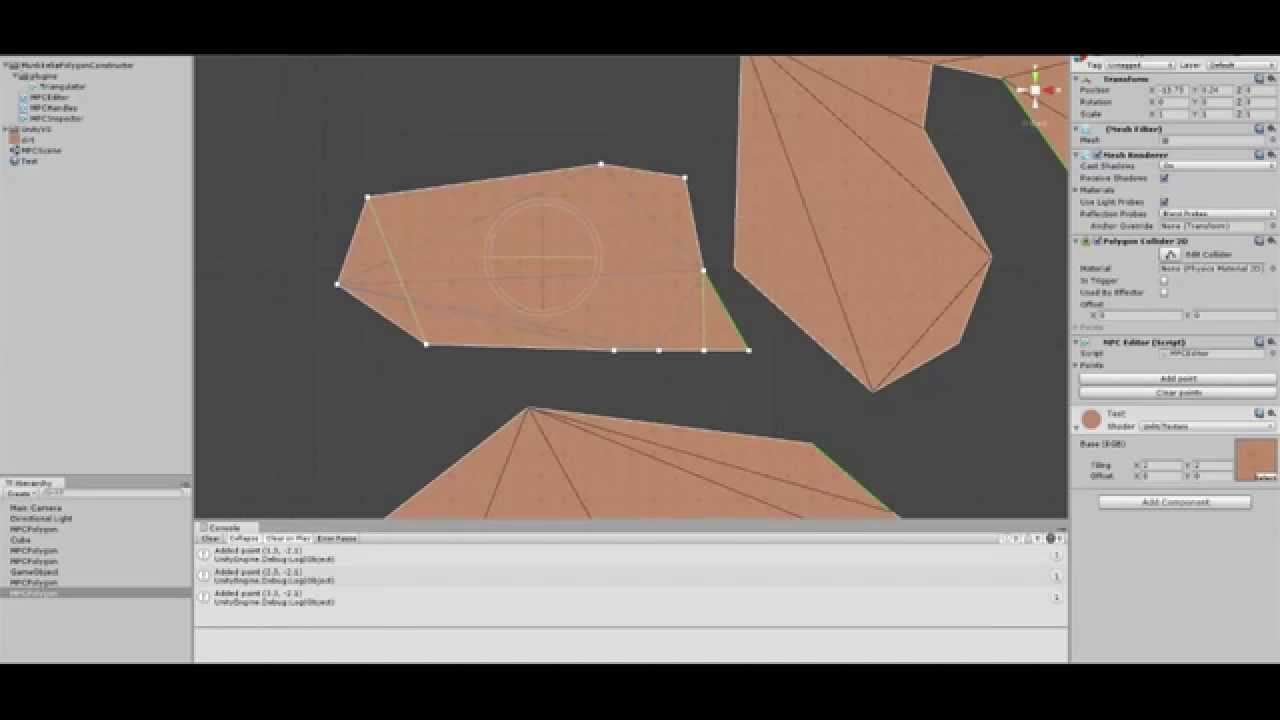 MunkiekaPolygonConstructor
plugins
Triangulator
MPCEditor
MPCHandles
MPCInspector
UnityVS
dirt
MPCScene
Test
Hierarchy
Create
Main Camera
Directional Light
MPCPolygon
Cube
MPCPolygon
MPCPolygon
GameObject
MPCPolygon
MPCPolygon
Console
Clear Collapse Clear on Play Error Pause
Added point (1.3, -2.1)
UnityEngine.Debug:Log(Object)
Added point (2.3, -2.1)
UnityEngine.Debug:Log(Object)
Added point (3.3, -2.1)
UnityEngine.Debug:Log(Object)
1
1
1
Tag Untagged Layer Default
Transform
Position X -13.73 Y 0.24 Z 0
Rotation X 0 Y 0 Z 0
Scale X 1 Y 1 Z 1
(Mesh Filter)
Mesh
Mesh Renderer
Cast Shadows On
Receive Shadows
Materials
Use Light Probes
Reflection Probes Blend Probes
Anchor Override None (Transform)
Polygon Collider 2D
Edit Collider
Material None (Physics Material 2D)
Is Trigger
Used By Effector
Offset
X 0 Y 0
Points
MPC Editor (Script)
Script MPCEditor
Points
Add point
Clear points
Test
Shader Unlit/Texture
Base (RGB)
Tiling X 2 Y 2
Offset X 0 Y 0
Select
Add Component